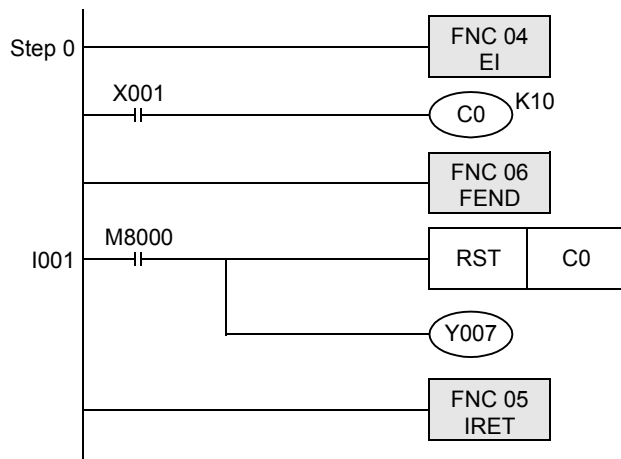 Step 0
FNC 04
EI
X001
C0
K10
FNC 06
FEND
I001
M8000
RST
C0
Y007
FNC 05
IRET